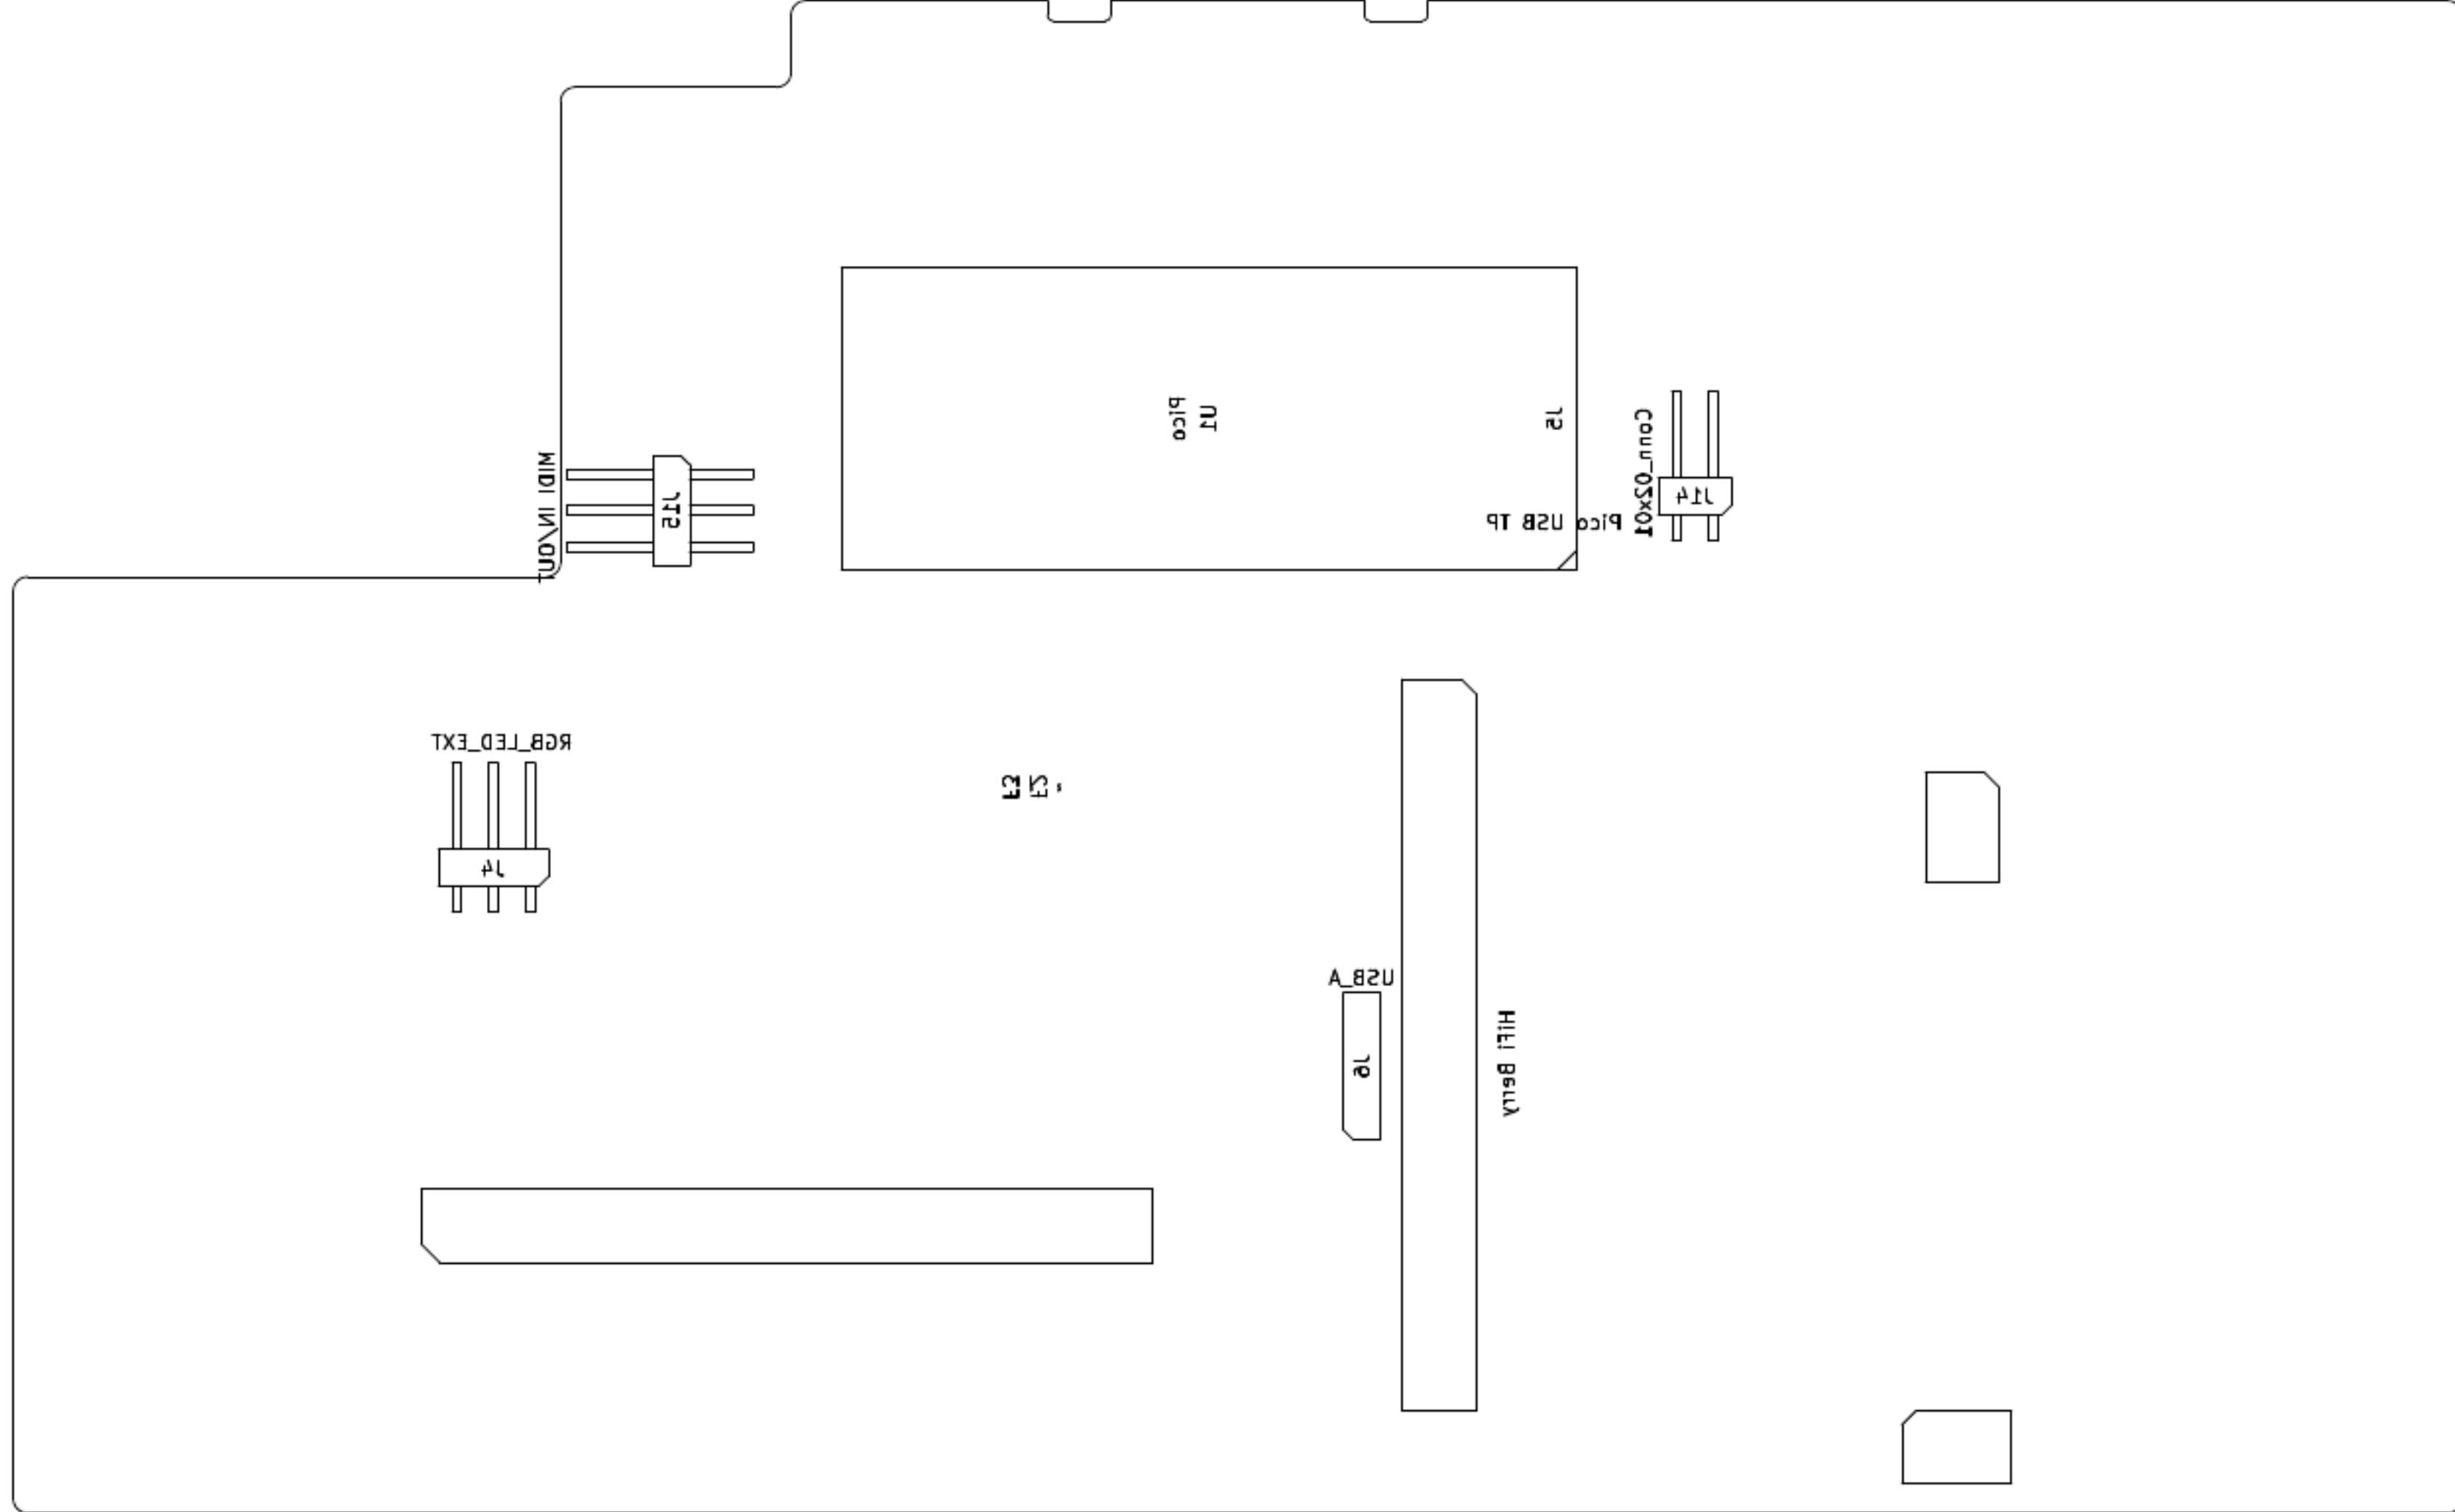 Pico
U1
J5
Conn_02x01
J14
Pico USB TP
MIDI IN/OUT
J15
RGB_LED_EXT
J4
USB_A
J6
HiFi Berry